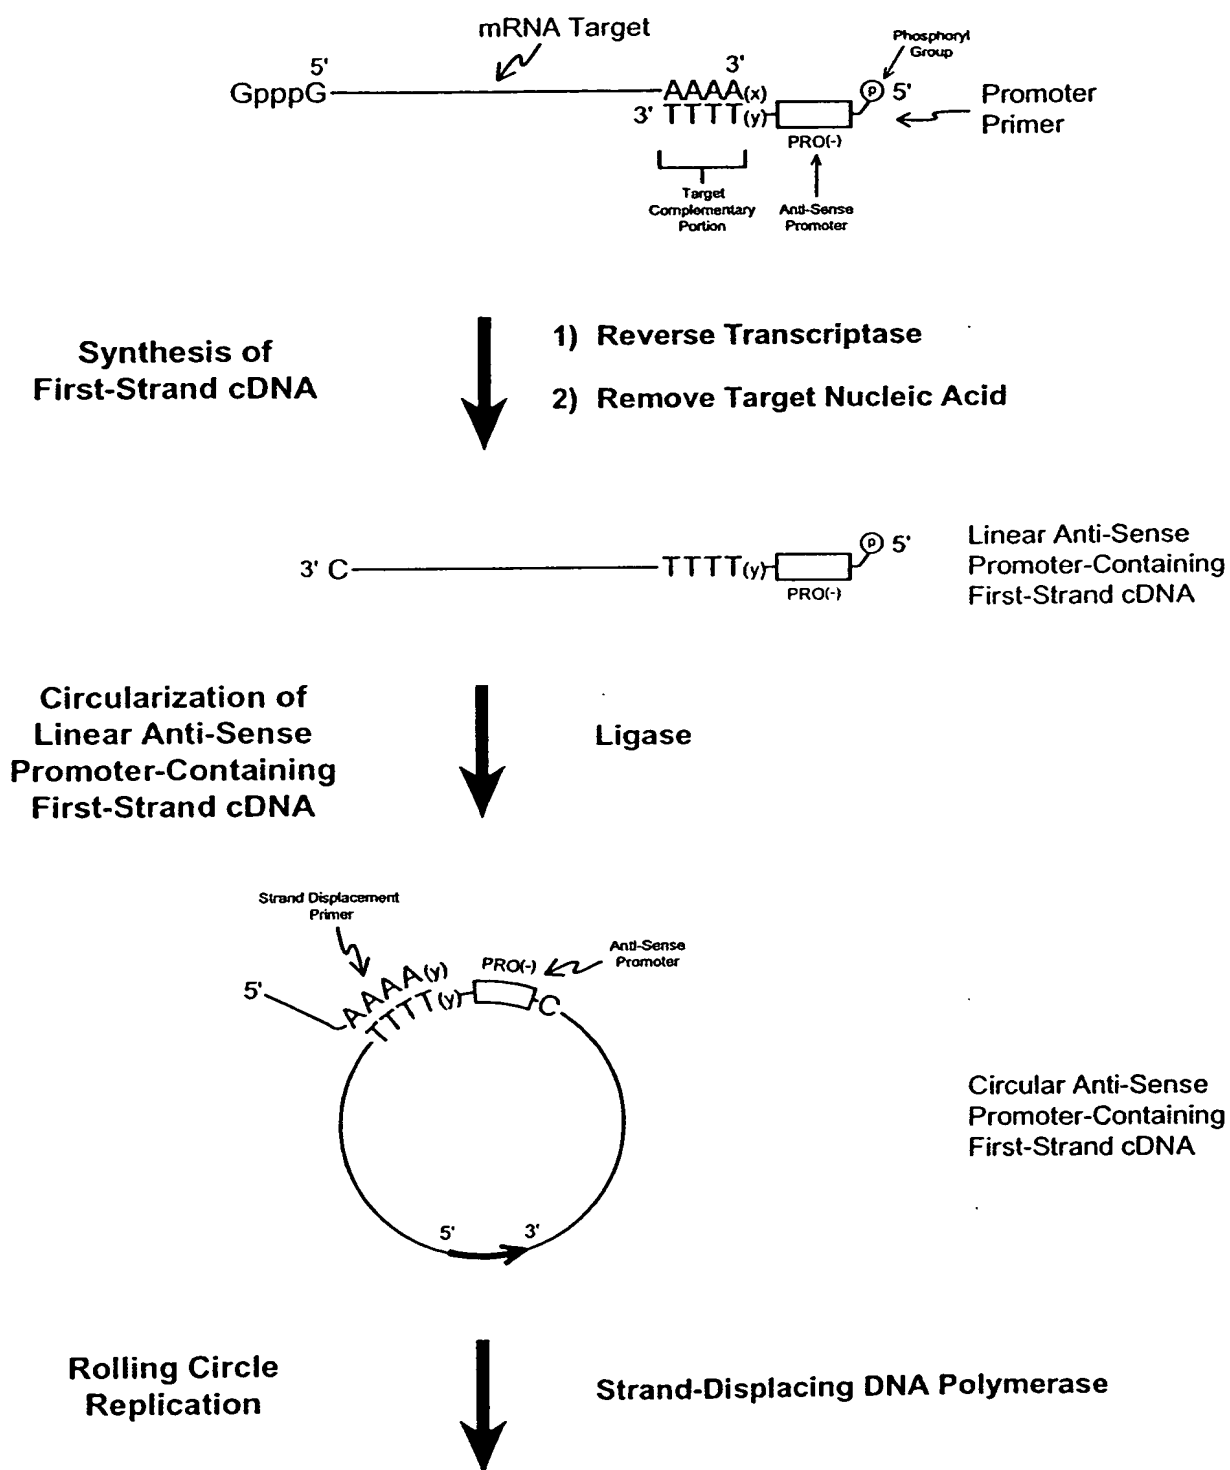 mRNA Target
Phosphoryl
Group
5'
3'
GpppG
AAAA(x)
P 5'
Promoter
Primer
3' TTTT(y)
PRO(-)
Target
Complementary
Portion
Anti-Sense
Promoter
Synthesis of
First-Strand cDNA
1) Reverse Transcriptase
2) Remove Target Nucleic Acid
3' C
TTTT(y)
PRO(-)
P 5'
Linear Anti-Sense
Promoter-Containing
First-Strand cDNA
Circularization of
Linear Anti-Sense
Promoter-Containing
First-Strand cDNA
Ligase
Strand Displacement
Primer
5'
AAAA(y)
TTTT(y)
PRO(-)
C
Anti-Sense
Promoter
Circular Anti-Sense
Promoter-Containing
First-Strand cDNA
5'
3'
Rolling Circle
Replication
Strand-Displacing DNA Polymerase